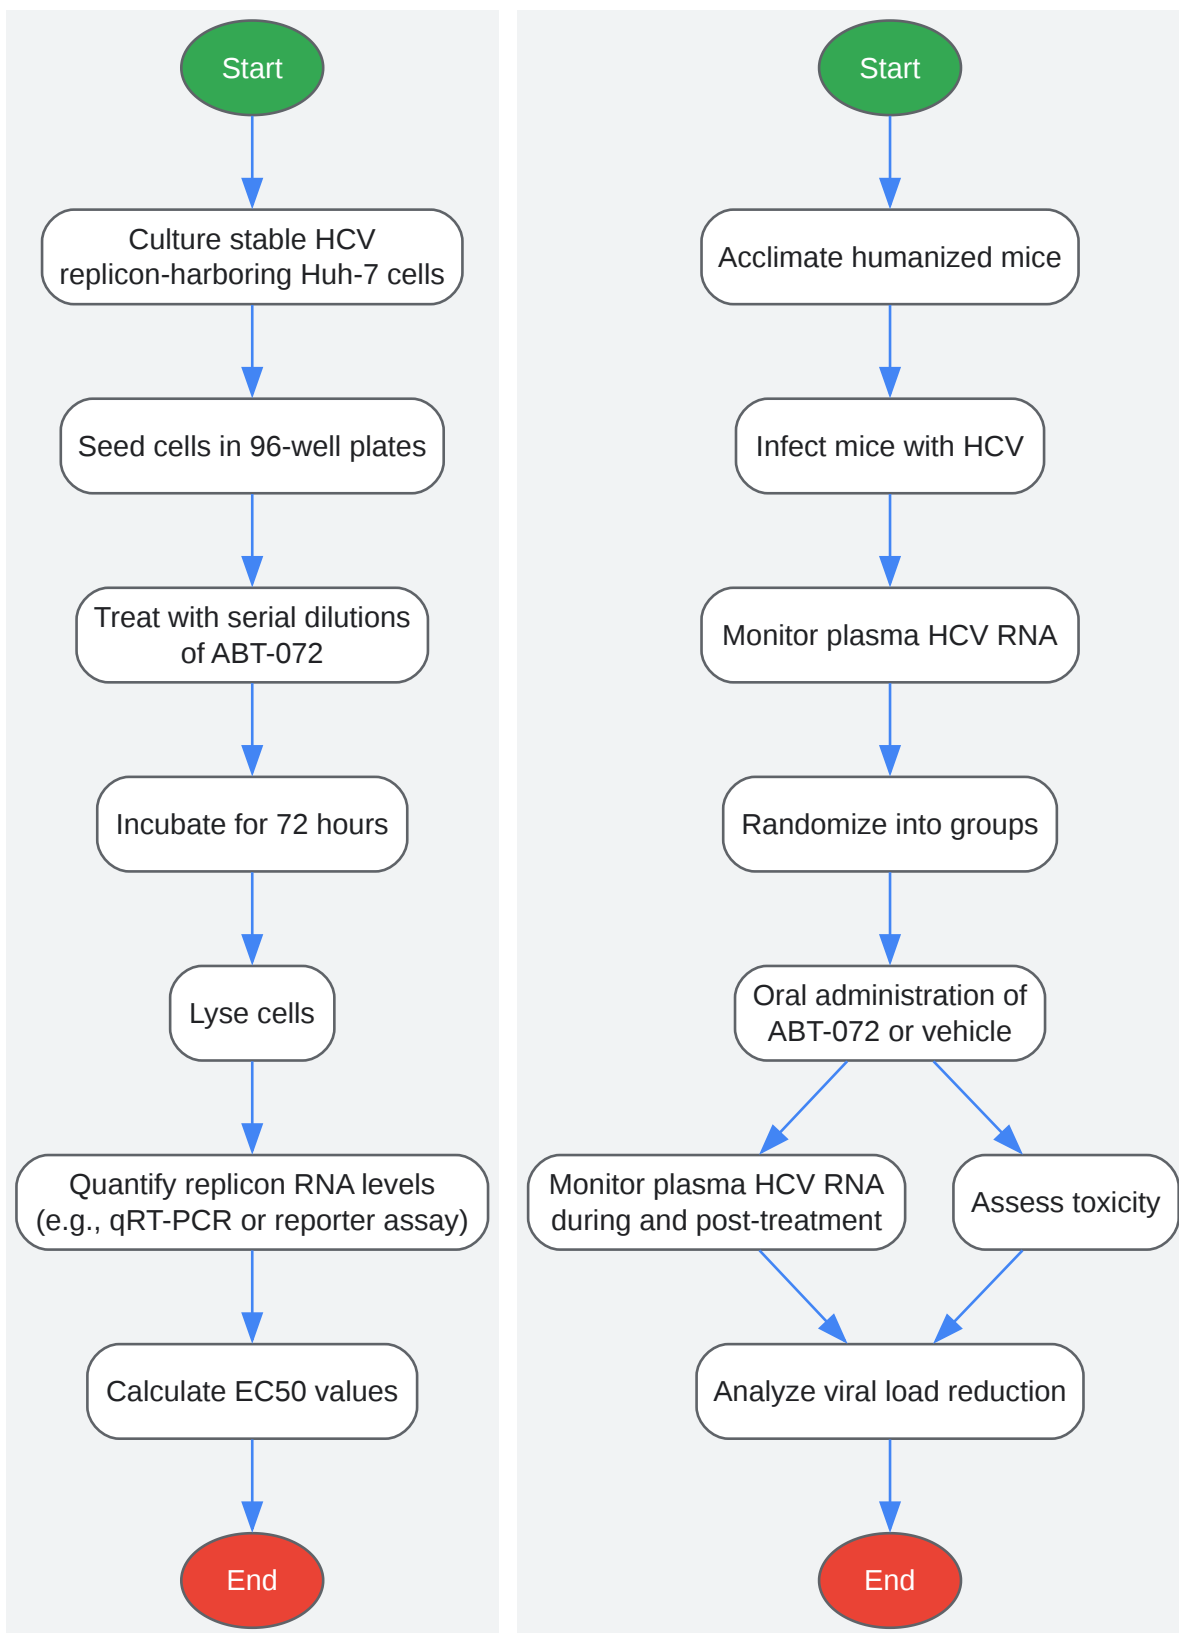 Start
Culture stable HCV
replicon-harboring Huh-7 cells
Seed cells in 96-well plates
Treat with serial dilutions
of ABT-072
Incubate for 72 hours
Lyse cells
Quantify replicon RNA levels
(e.g., qRT-PCR or reporter assay)
Calculate EC50 values
End
Start
Acclimate humanized mice
Infect mice with HCV
Monitor plasma HCV RNA
Randomize into groups
Oral administration of
ABT-072 or vehicle
Monitor plasma HCV RNA
during and post-treatment
Assess toxicity
Analyze viral load reduction
End